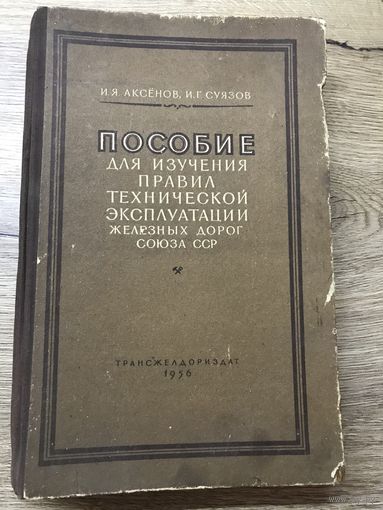 И.Я. АКСЁНОВ, И.Г. СУЯЗОВ
ПОСОБИЕ
ДЛЯ ИЗУЧЕНИЯ
ПРАВИЛ
ТЕХНИЧЕСКОЙ
ЭКСПЛУАТАЦИИ
ЖЕЛЕЗНЫХ ДОРОГ
СОЮЗА ССР
ТРАНСЖЕЛДОРИЗДАТ
1956